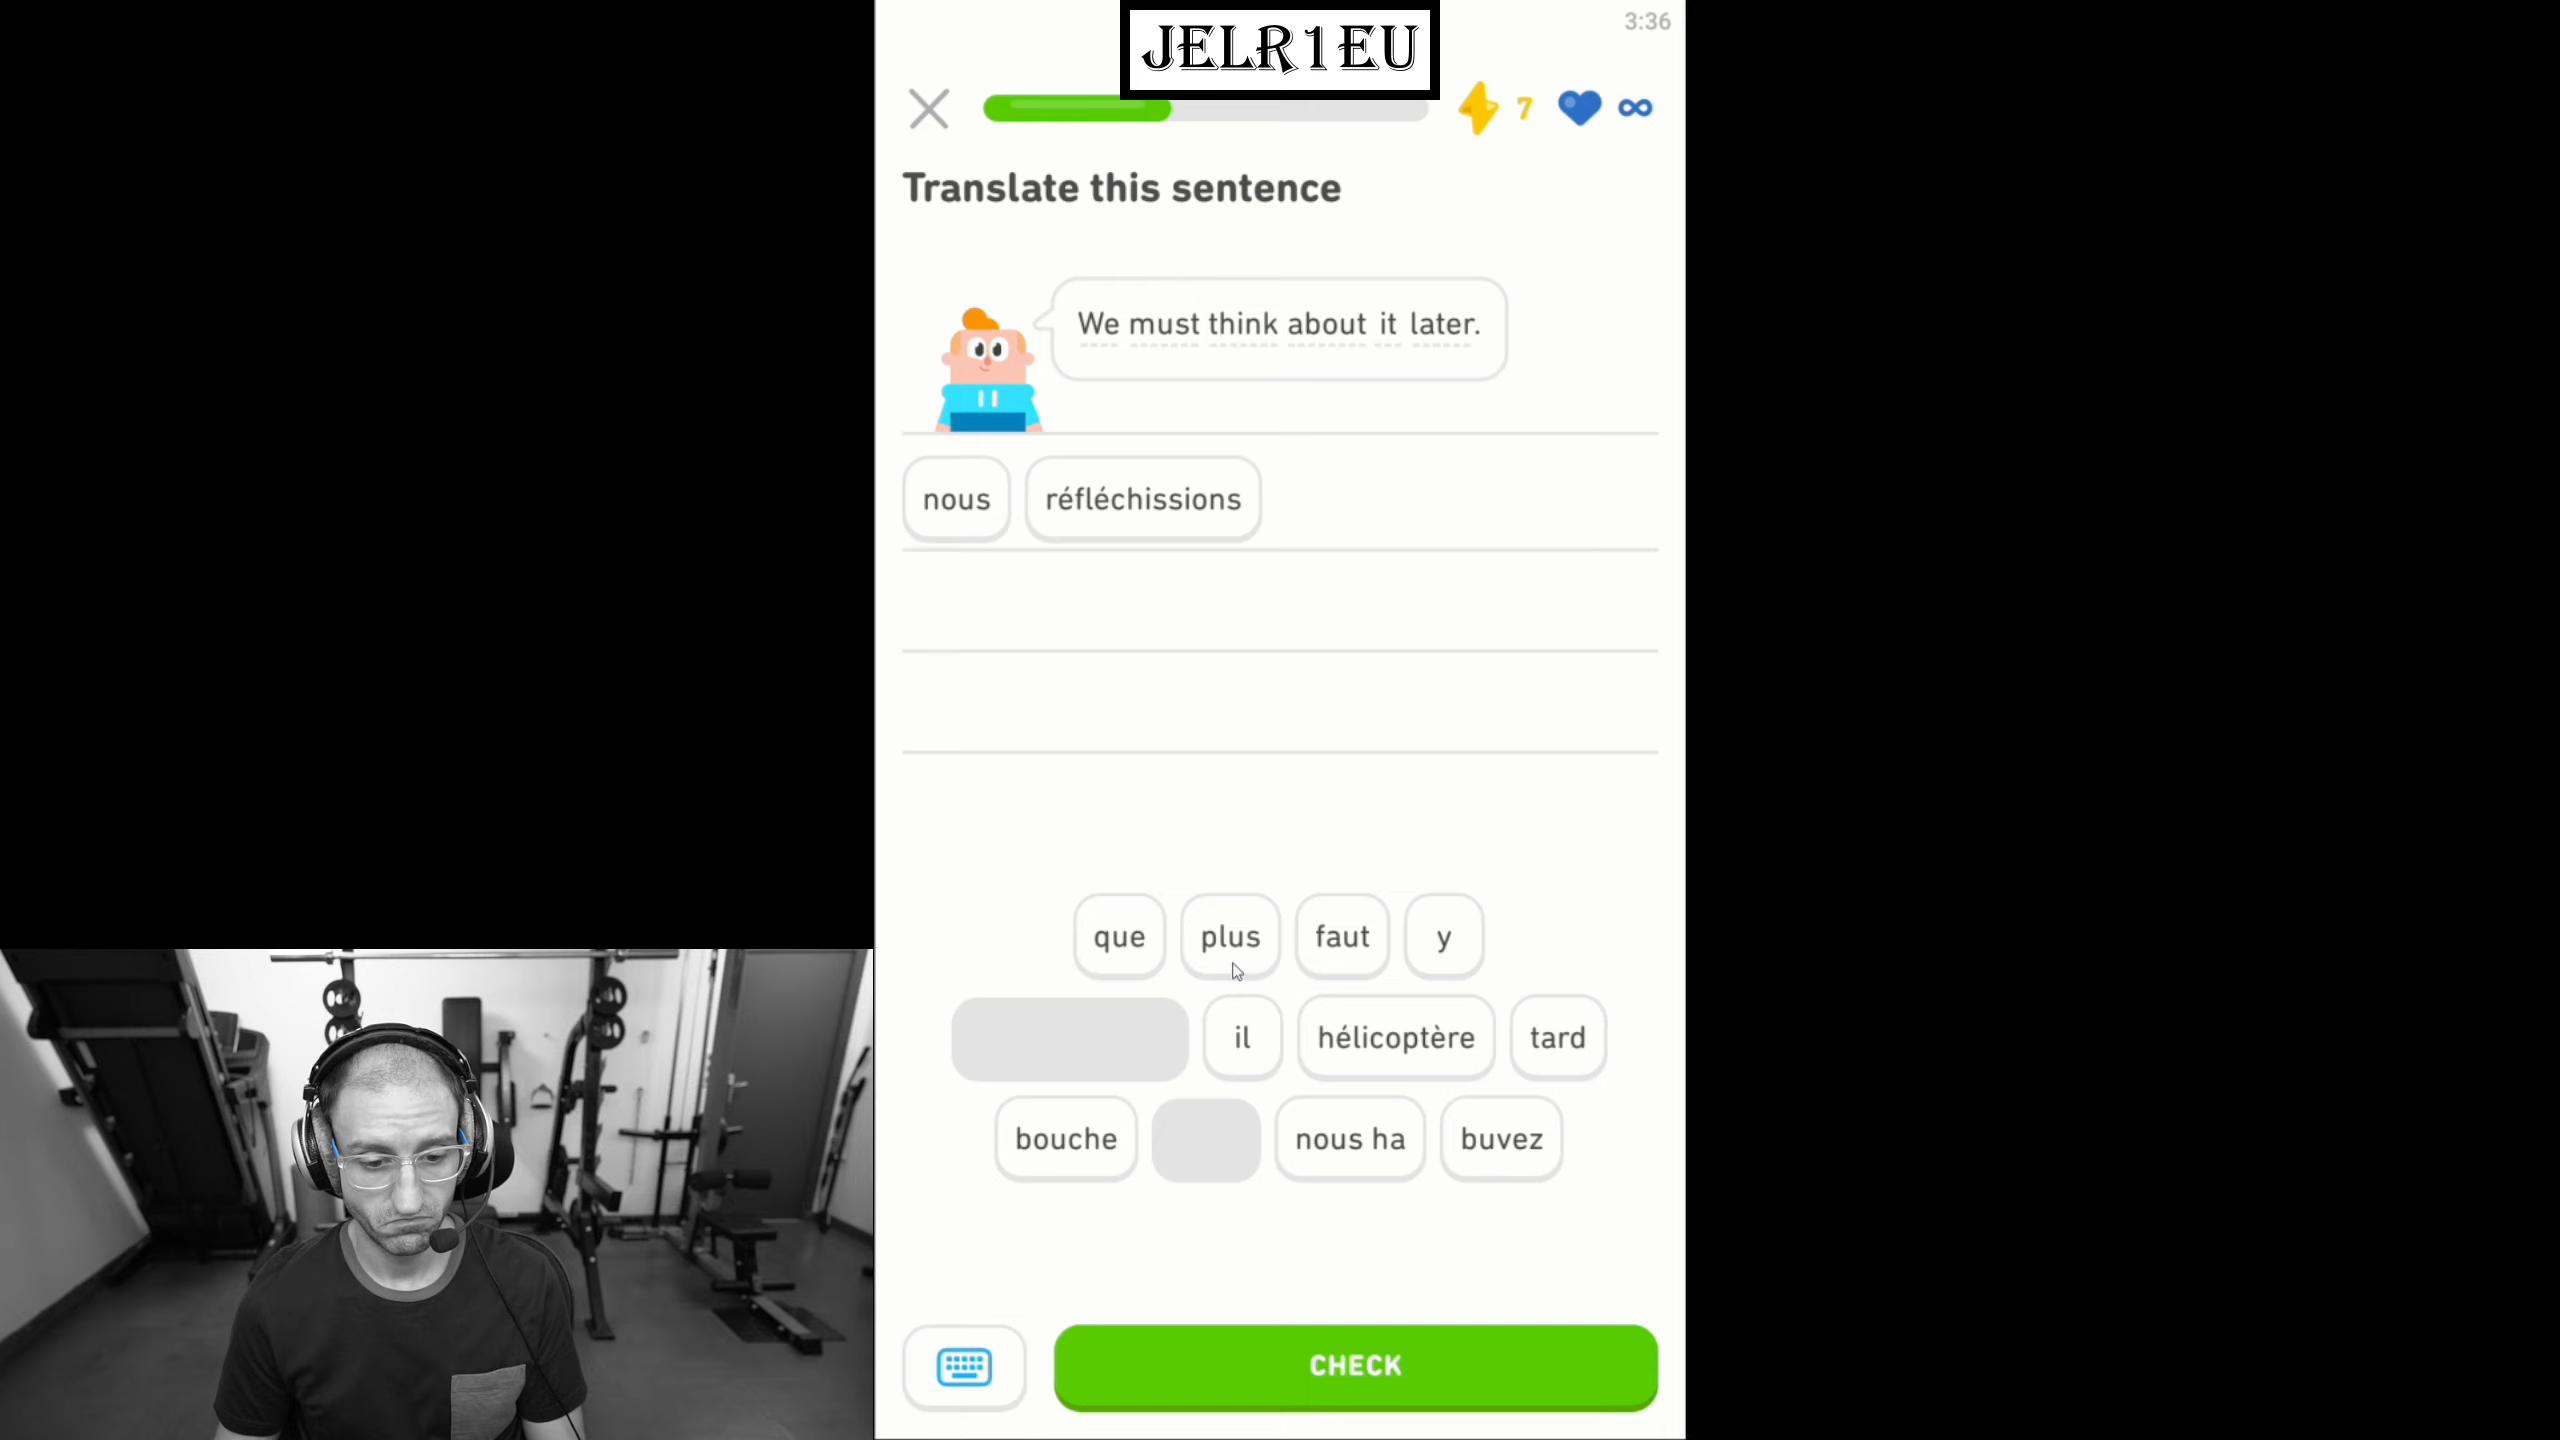 JELR1EU
3:36
7 ∞
Translate this sentence
We must think about it later.
nous réfléchissions
que plus faut y
il hélicoptère tard
bouche nous ha buvez
CHECK